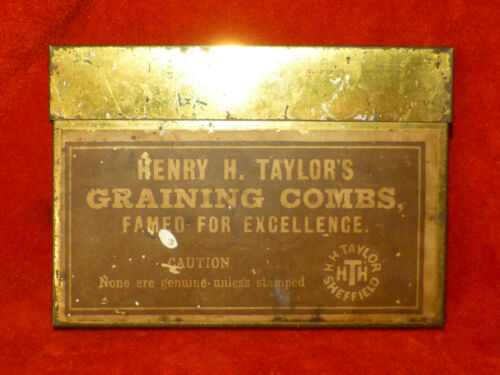 HENRY H. TAYLOR'S
GRAINING COMBS,
FAMED FOR EXCELLENCE.
CAUTION.
None are genuine unless stamped
H.H. TAYLOR
HTH
SHEFFIELD